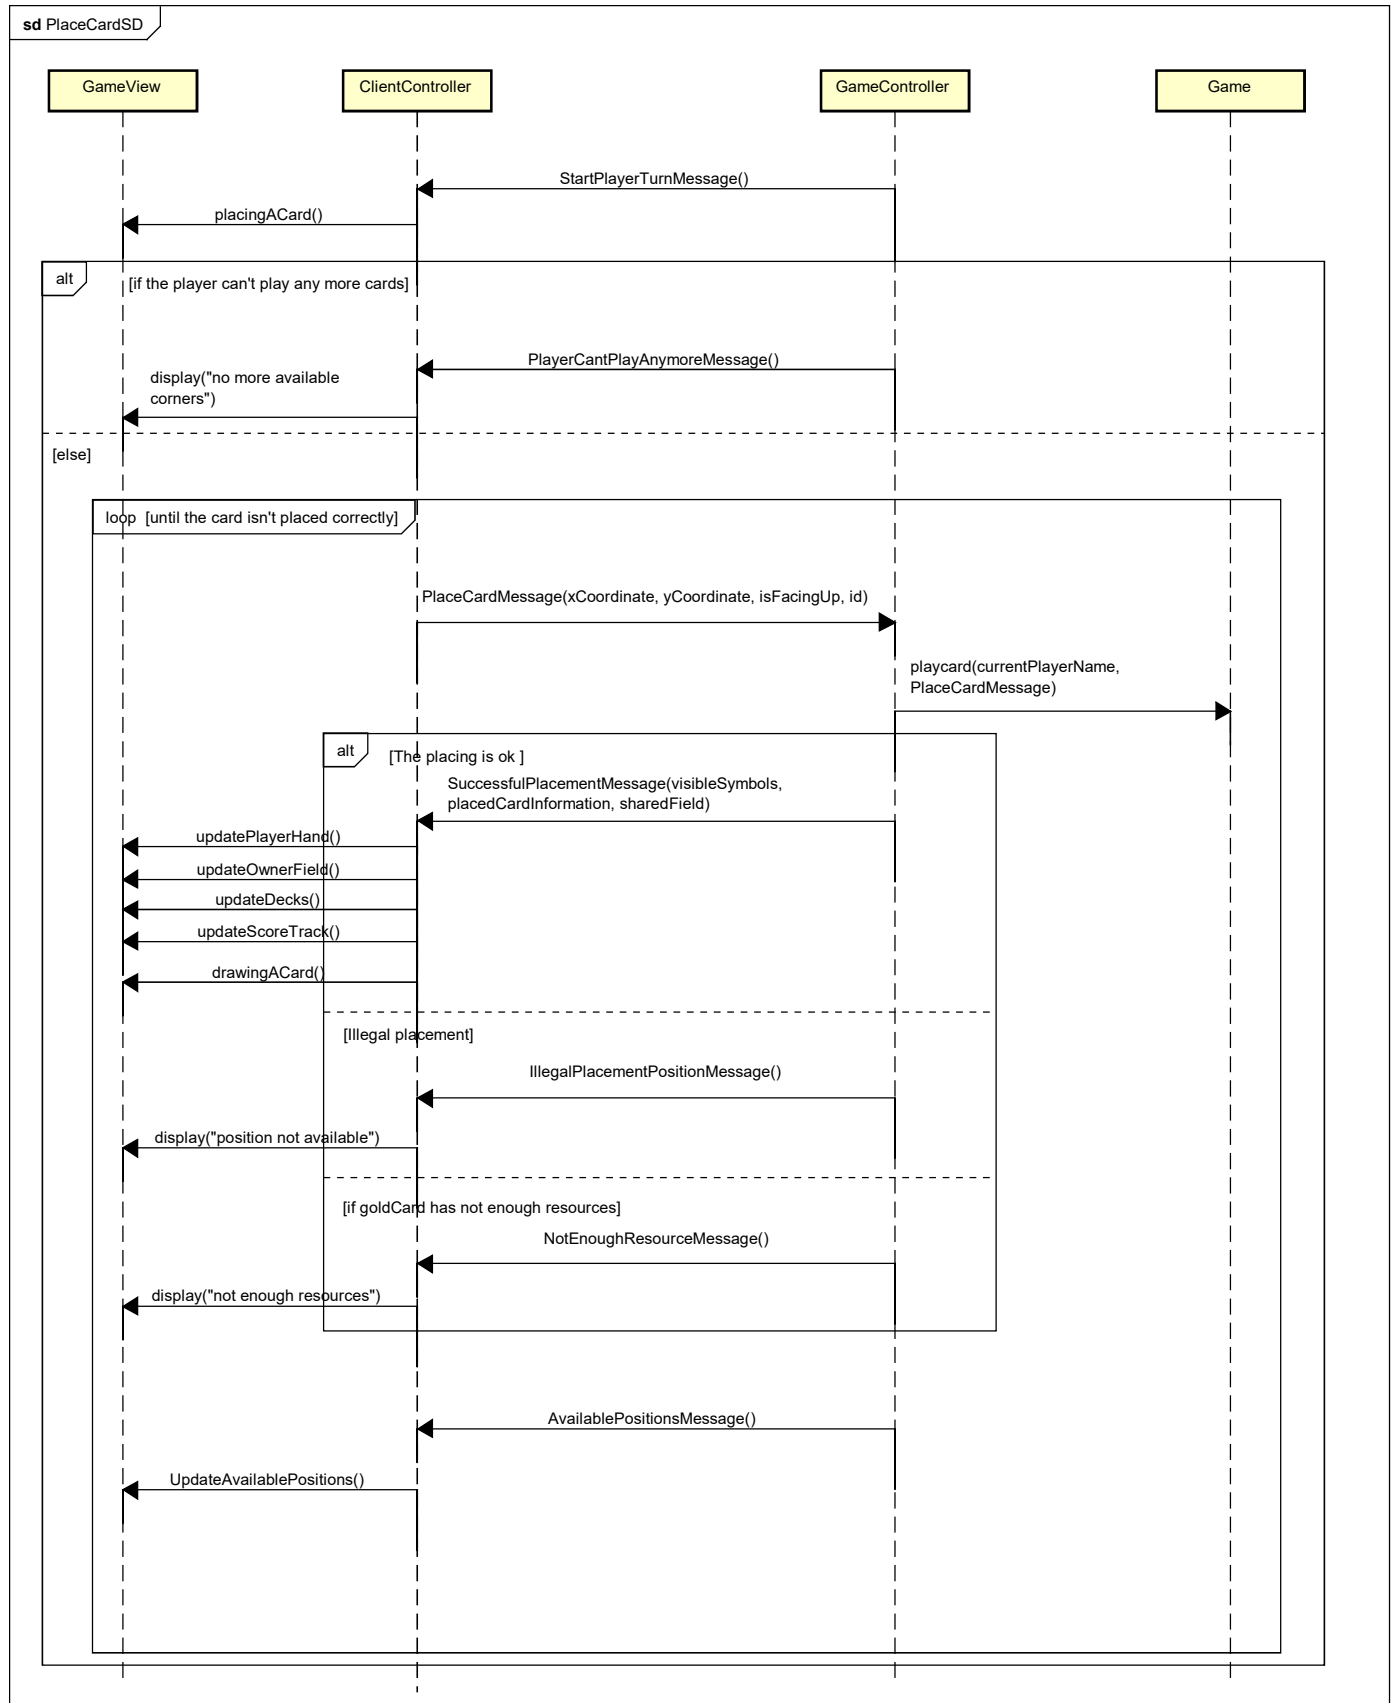 sd PlaceCardSD
GameView
ClientController
GameController
Game
StartPlayerTurnMessage()
placingACard()
alt
[if the player can't play any more cards]
PlayerCantPlayAnymoreMessage()
display("no more available
corners")
[else]
loop [until the card isn't placed correctly]
PlaceCardMessage(xCoordinate, yCoordinate, isFacingUp, id)
playcard(currentPlayerName,
PlaceCardMessage)
alt
[The placing is ok ]
SuccessfulPlacementMessage(visibleSymbols,
placedCardInformation, sharedField)
updatePlayerHand()
updateOwnerField()
updateDecks()
updateScoreTrack()
drawingACard()
[Illegal placement]
IllegalPlacementPositionMessage()
display("position not available")
[if goldCard has not enough resources]
NotEnoughResourceMessage()
display("not enough resources")
AvailablePositionsMessage()
UpdateAvailablePositions()